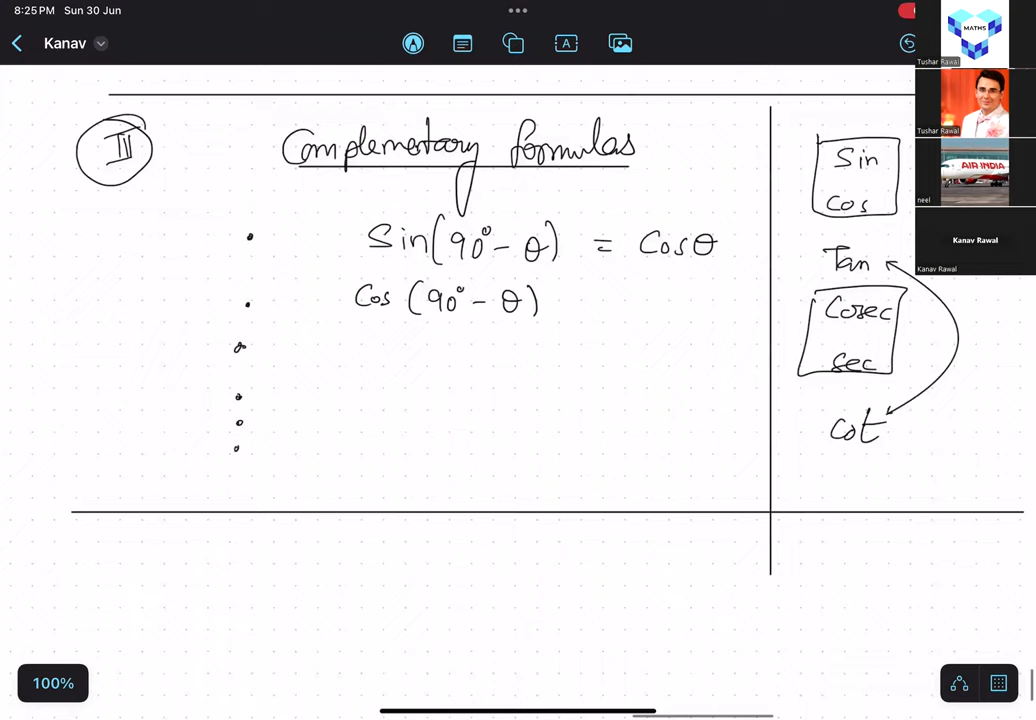 8:25 PM Sun 30 Jun
Kanav
A
MATHS
Tushar Rawal
Tushar Rawal
AIR INDIA
neel
Kanav Rawal
Kanav Rawal
III Complementary formulas
Sin(90° - θ) = Cosθ
Cos (90° - θ)
Sin
Cos
Tan
Cosec
sec
cot
100%